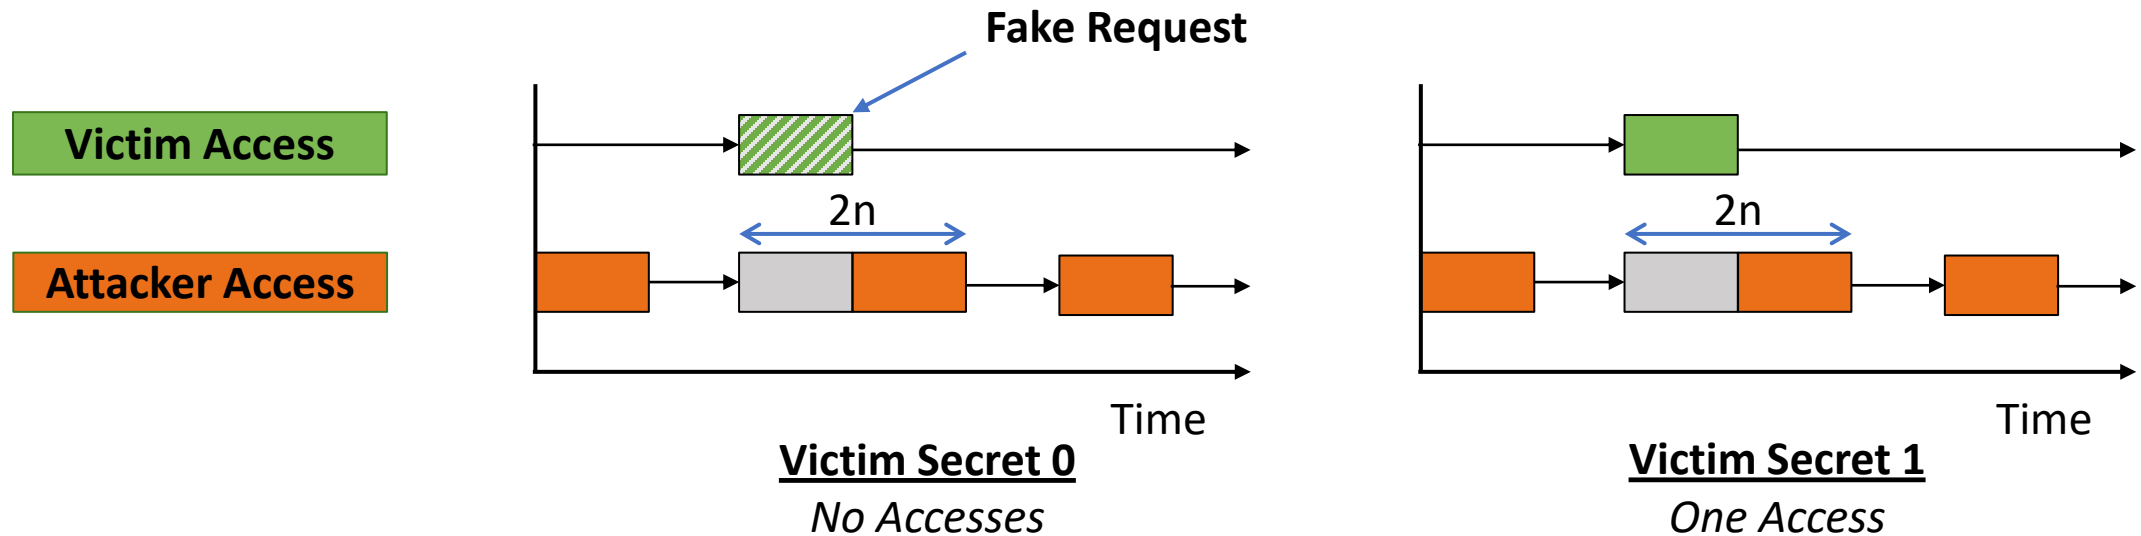 Fake Request
Victim Access
2n
2n
Attacker Access
Time
Time
Victim Secret 0
Victim Secret 1
No Accesses
One Access